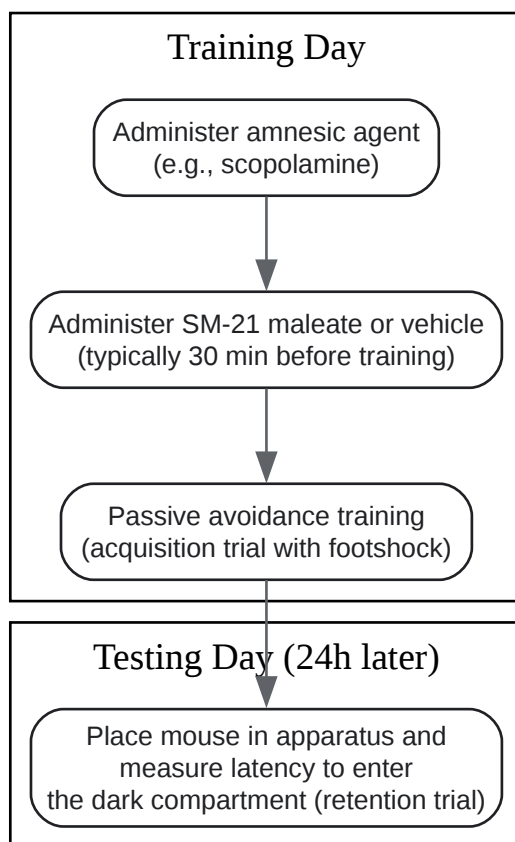 Training Day
Administer amnesic agent
(e.g., scopolamine)
Administer SM-21 maleate or vehicle
(typically 30 min before training)
Passive avoidance training
(acquisition trial with footshock)
Testing Day (24h later)
Place mouse in apparatus and
measure latency to enter
the dark compartment (retention trial)